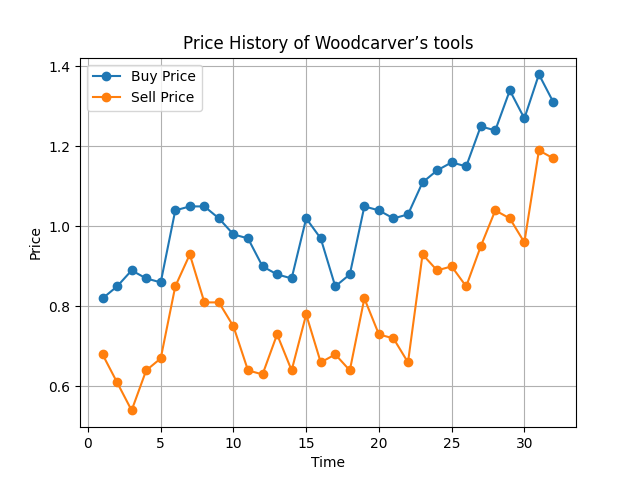 Price History of Woodcarver’s tools
Buy Price
Sell Price
Price
1.4
1.2
1.0
0.8
0.6
0 5 10 15 20 25 30
Time